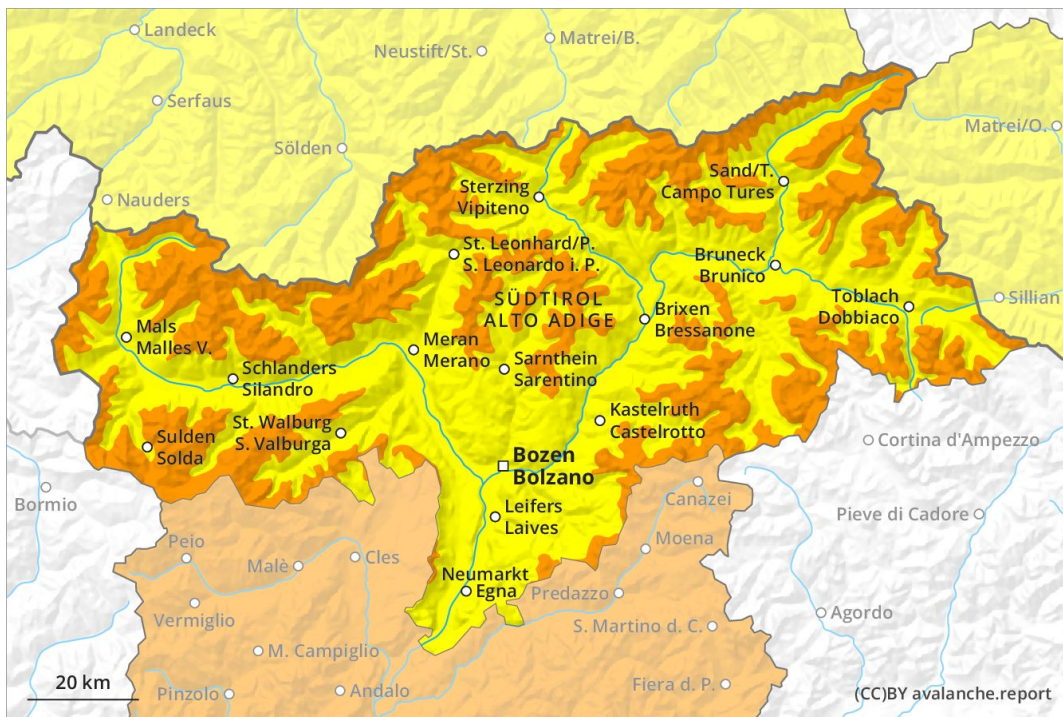 Landeck
Matrei/B.
Neustift/St.
Serfaus
Matrei/O.
Sölden
Sand/T.
Campo Tures
Sterzing
Vipiteno
Nauders
St. Leonhard/P.
S. Leonardo i. P.
Bruneck
Brunico
SÜDTIROL
ALTO ADIGE
Toblach
Dobbiaco
Sillian
Brixen
Bressanone
Mals
Malles V.
Meran
Merano
Schlanders
Silandro
Sarnthein
Sarentino
St. Walburg
S. Valburga
Kastelruth
Castelrotto
Sulden
Solda
Cortina d'Ampezzo
Bozen
Bolzano
Bormio
Canazei
Leifers
Laives
Pieve di Cadore
Peio
Cles
Moena
Malè
Neumarkt
Egna
Predazzo
Vermiglio
Agordo
S. Martino d. C.
M. Campiglio
20 km
Pinzolo
Andalo
Fiera d. P.
(CC)BY avalanche.report